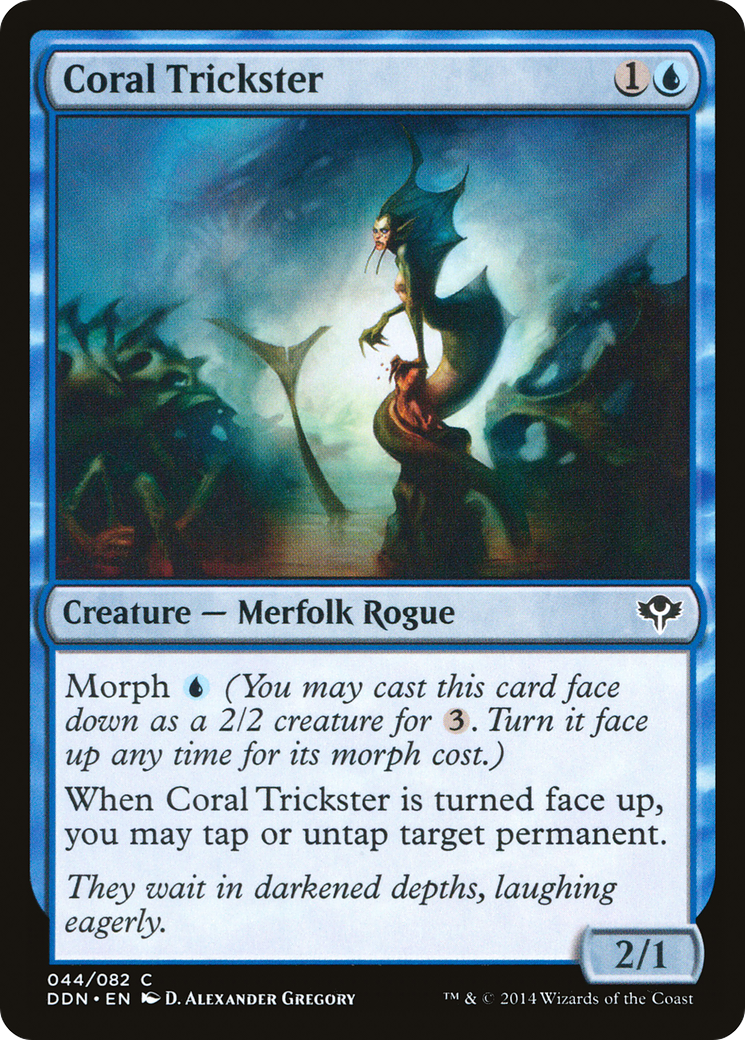 Coral Trickster 1
Creature — Merfolk Rogue
Morph (You may cast this card face
down as a 2/2 creature for 3. Turn it face
up any time for its morph cost.)
When Coral Trickster is turned face up,
you may tap or untap target permanent.
They wait in darkened depths, laughing
eagerly.
2/1
044/082 C
DDN • EN D. Alexander Gregory ™ & © 2014 Wizards of the Coast